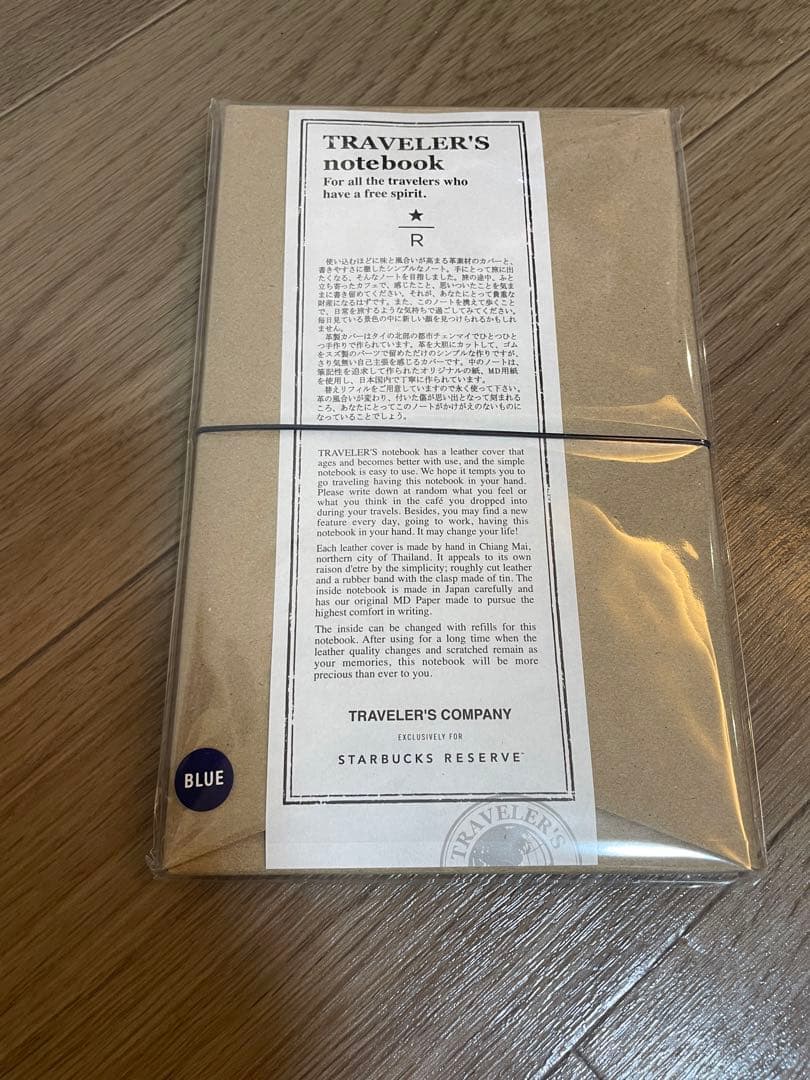 TRAVELER'S
notebook
For all the travelers who
have a free spirit.
★
R
使い込むほどに味と風合いが高まる革素材のカバーと、
書きやすさに徹したシンプルなノート。手にとって旅に出
たくなる、そんなノートを目指しました。旅の途中、ふと
立ち寄ったカフェで、感じたこと、思いついたことを気ま
まに書き留めてください。それが、あなたにとって貴重な
財産になるはずです。また、このノートを携えて歩くこと
で、日常を旅するような気持ちで過ごしてみてください。
毎日見ている景色の中に新しい顔を見つけられるかもしれ
ません。
革製カバーはタイの北部の都市チェンマイでひとつひと
つ手作りで作られています。革を大胆にカットして、ゴム
をスズ製のパーツで留めただけのシンプルな作りですが、
さり気無い自己主張を感じるカバーです。中のノートは、
筆記性を追求して作られたオリジナルの紙、MD用紙
を使用し、日本国内で丁寧に作られています。
替えリフィルをご用意していますので永く使って下さい。
革の風合いが変わり、付いた傷が思い出となって刻まれる
ころ、あなたにとってこのノートがかけがえのないものに
なっていることでしょう。
TRAVELER'S notebook has a leather cover that
ages and becomes better with use, and the simple
notebook is easy to use. We hope it tempts you to
go traveling having this notebook in your hand.
Please write down at random what you feel or
what you think in the café you dropped into
during your travels. Besides, you may find a new
feature every day, going to work, having this
notebook in your hand. It may change your life!
Each leather cover is made by hand in Chiang Mai,
northern city of Thailand. It appeals to its own
raison d'etre by the simplicity; roughly cut leather
and a rubber band with the clasp made of tin. The
inside notebook is made in Japan carefully and
has our original MD Paper made to pursue the
highest comfort in writing.
The inside can be changed with refills for this
notebook. After using for a long time when the
leather quality changes and scratched remain as
your memories, this notebook will be more
precious than ever to you.
TRAVELER'S COMPANY
EXCLUSIVELY FOR
STARBUCKS RESERVE™
BLUE
TRAVELER'S